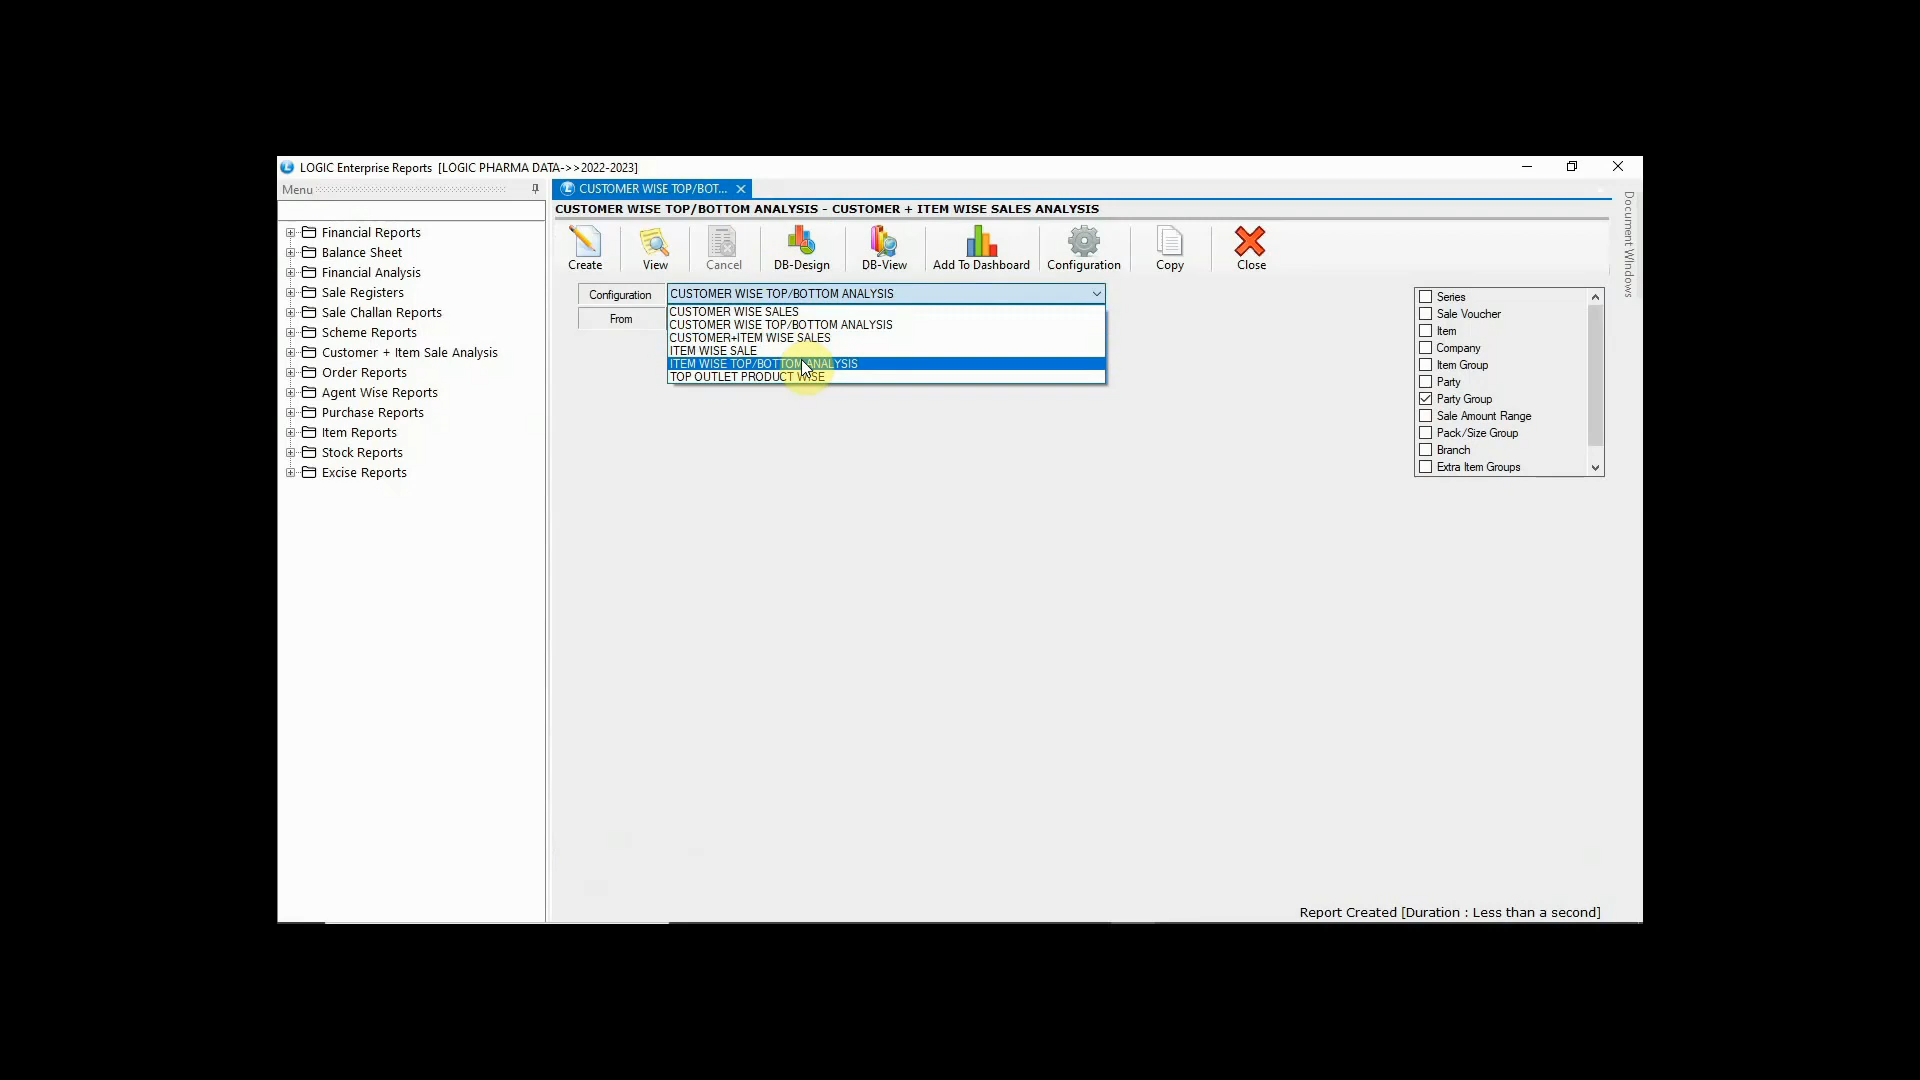 LOGIC Enterprise Reports [LOGIC PHARMA DATA->>2022-2023]
Menu
CUSTOMER WISE TOP/BOT...
CUSTOMER WISE TOP/BOTTOM ANALYSIS - CUSTOMER + ITEM WISE SALES ANALYSIS
Create
View
Cancel
DB-Design
DB-View
Add To Dashboard
Configuration
Copy
Close
Document Windows
Financial Reports
Balance Sheet
Financial Analysis
Sale Registers
Sale Challan Reports
Scheme Reports
Customer + Item Sale Analysis
Order Reports
Agent Wise Reports
Purchase Reports
Item Reports
Stock Reports
Excise Reports
Configuration
CUSTOMER WISE TOP/BOTTOM ANALYSIS
From
CUSTOMER WISE SALES
CUSTOMER WISE TOP/BOTTOM ANALYSIS
CUSTOMER+ITEM WISE SALES
ITEM WISE SALE
ITEM WISE TOP/BOTTOM ANALYSIS
TOP OUTLET PRODUCT WISE
Series
Sale Voucher
Item
Company
Item Group
Party
Party Group
Sale Amount Range
Pack/Size Group
Branch
Extra Item Groups
Report Created [Duration : Less than a second]